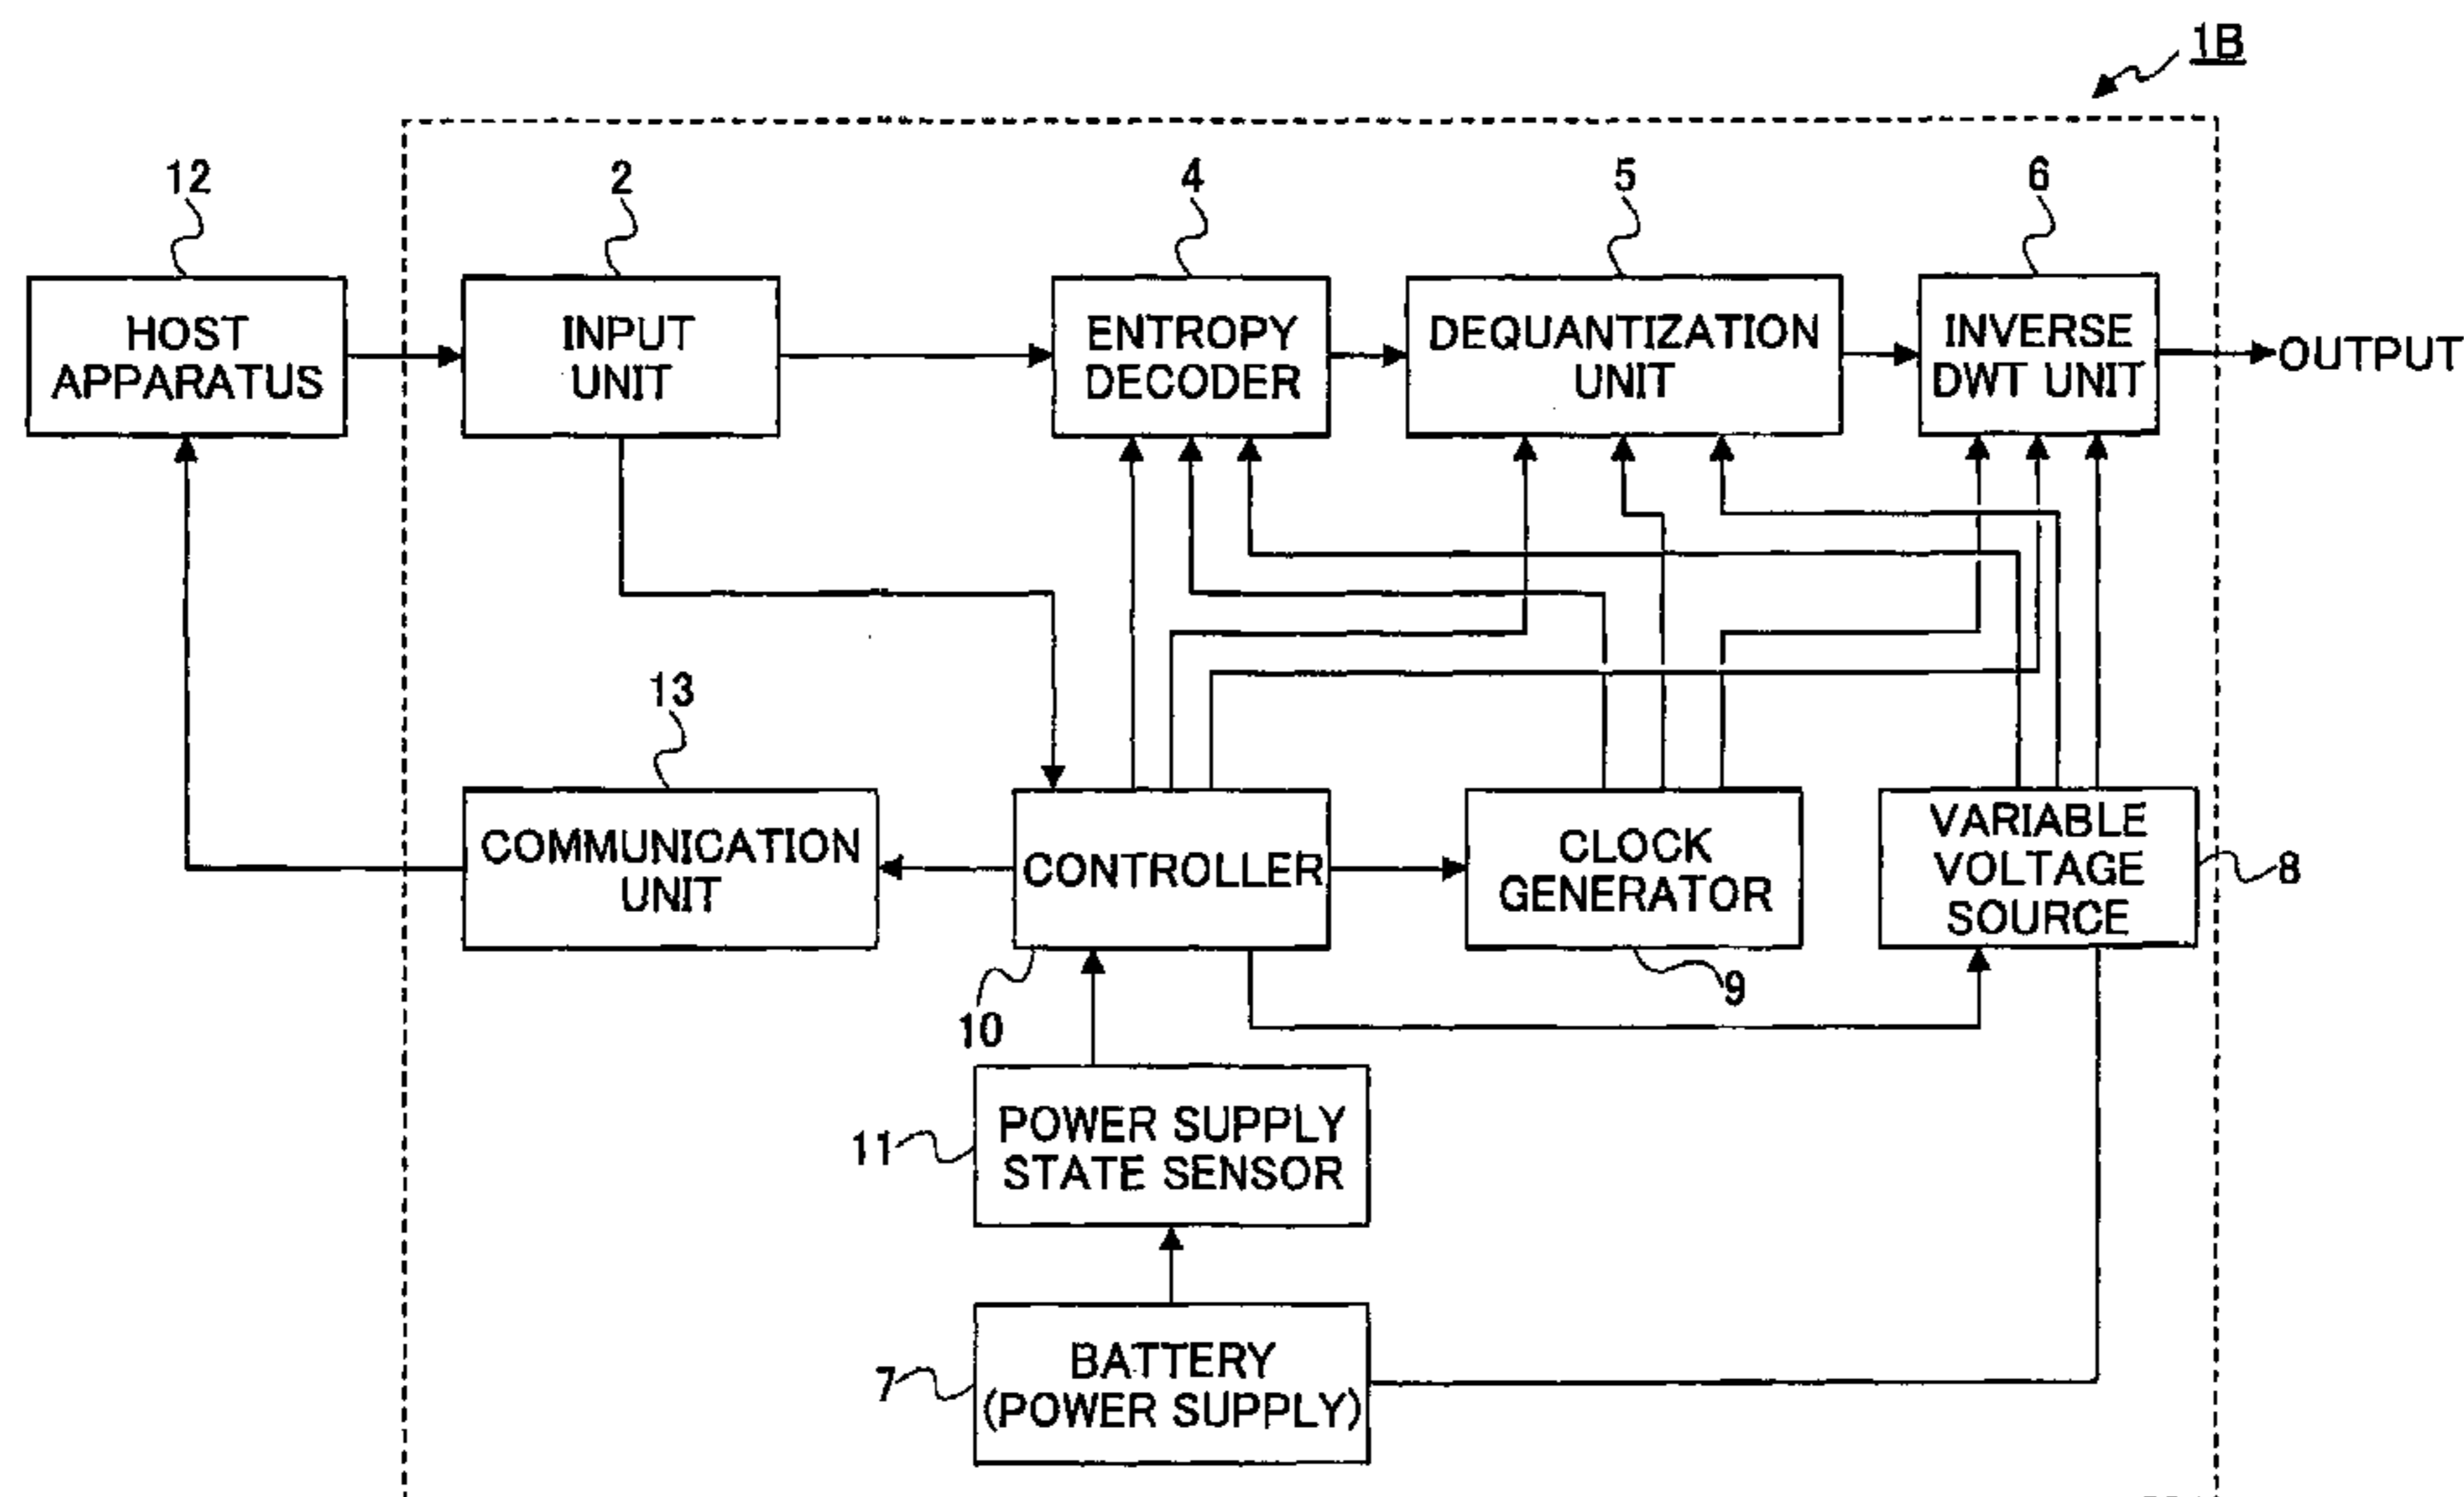 1B
12
2
4
5
6
HOST
APPARATUS
INPUT
UNIT
ENTROPY
DECODER
DEQUANTIZATION
UNIT
INVERSE
DWT UNIT
OUTPUT
13
COMMUNICATION
UNIT
CONTROLLER
CLOCK
GENERATOR
VARIABLE
VOLTAGE
SOURCE
8
10
9
11
POWER SUPPLY
STATE SENSOR
7
BATTERY
(POWER SUPPLY)